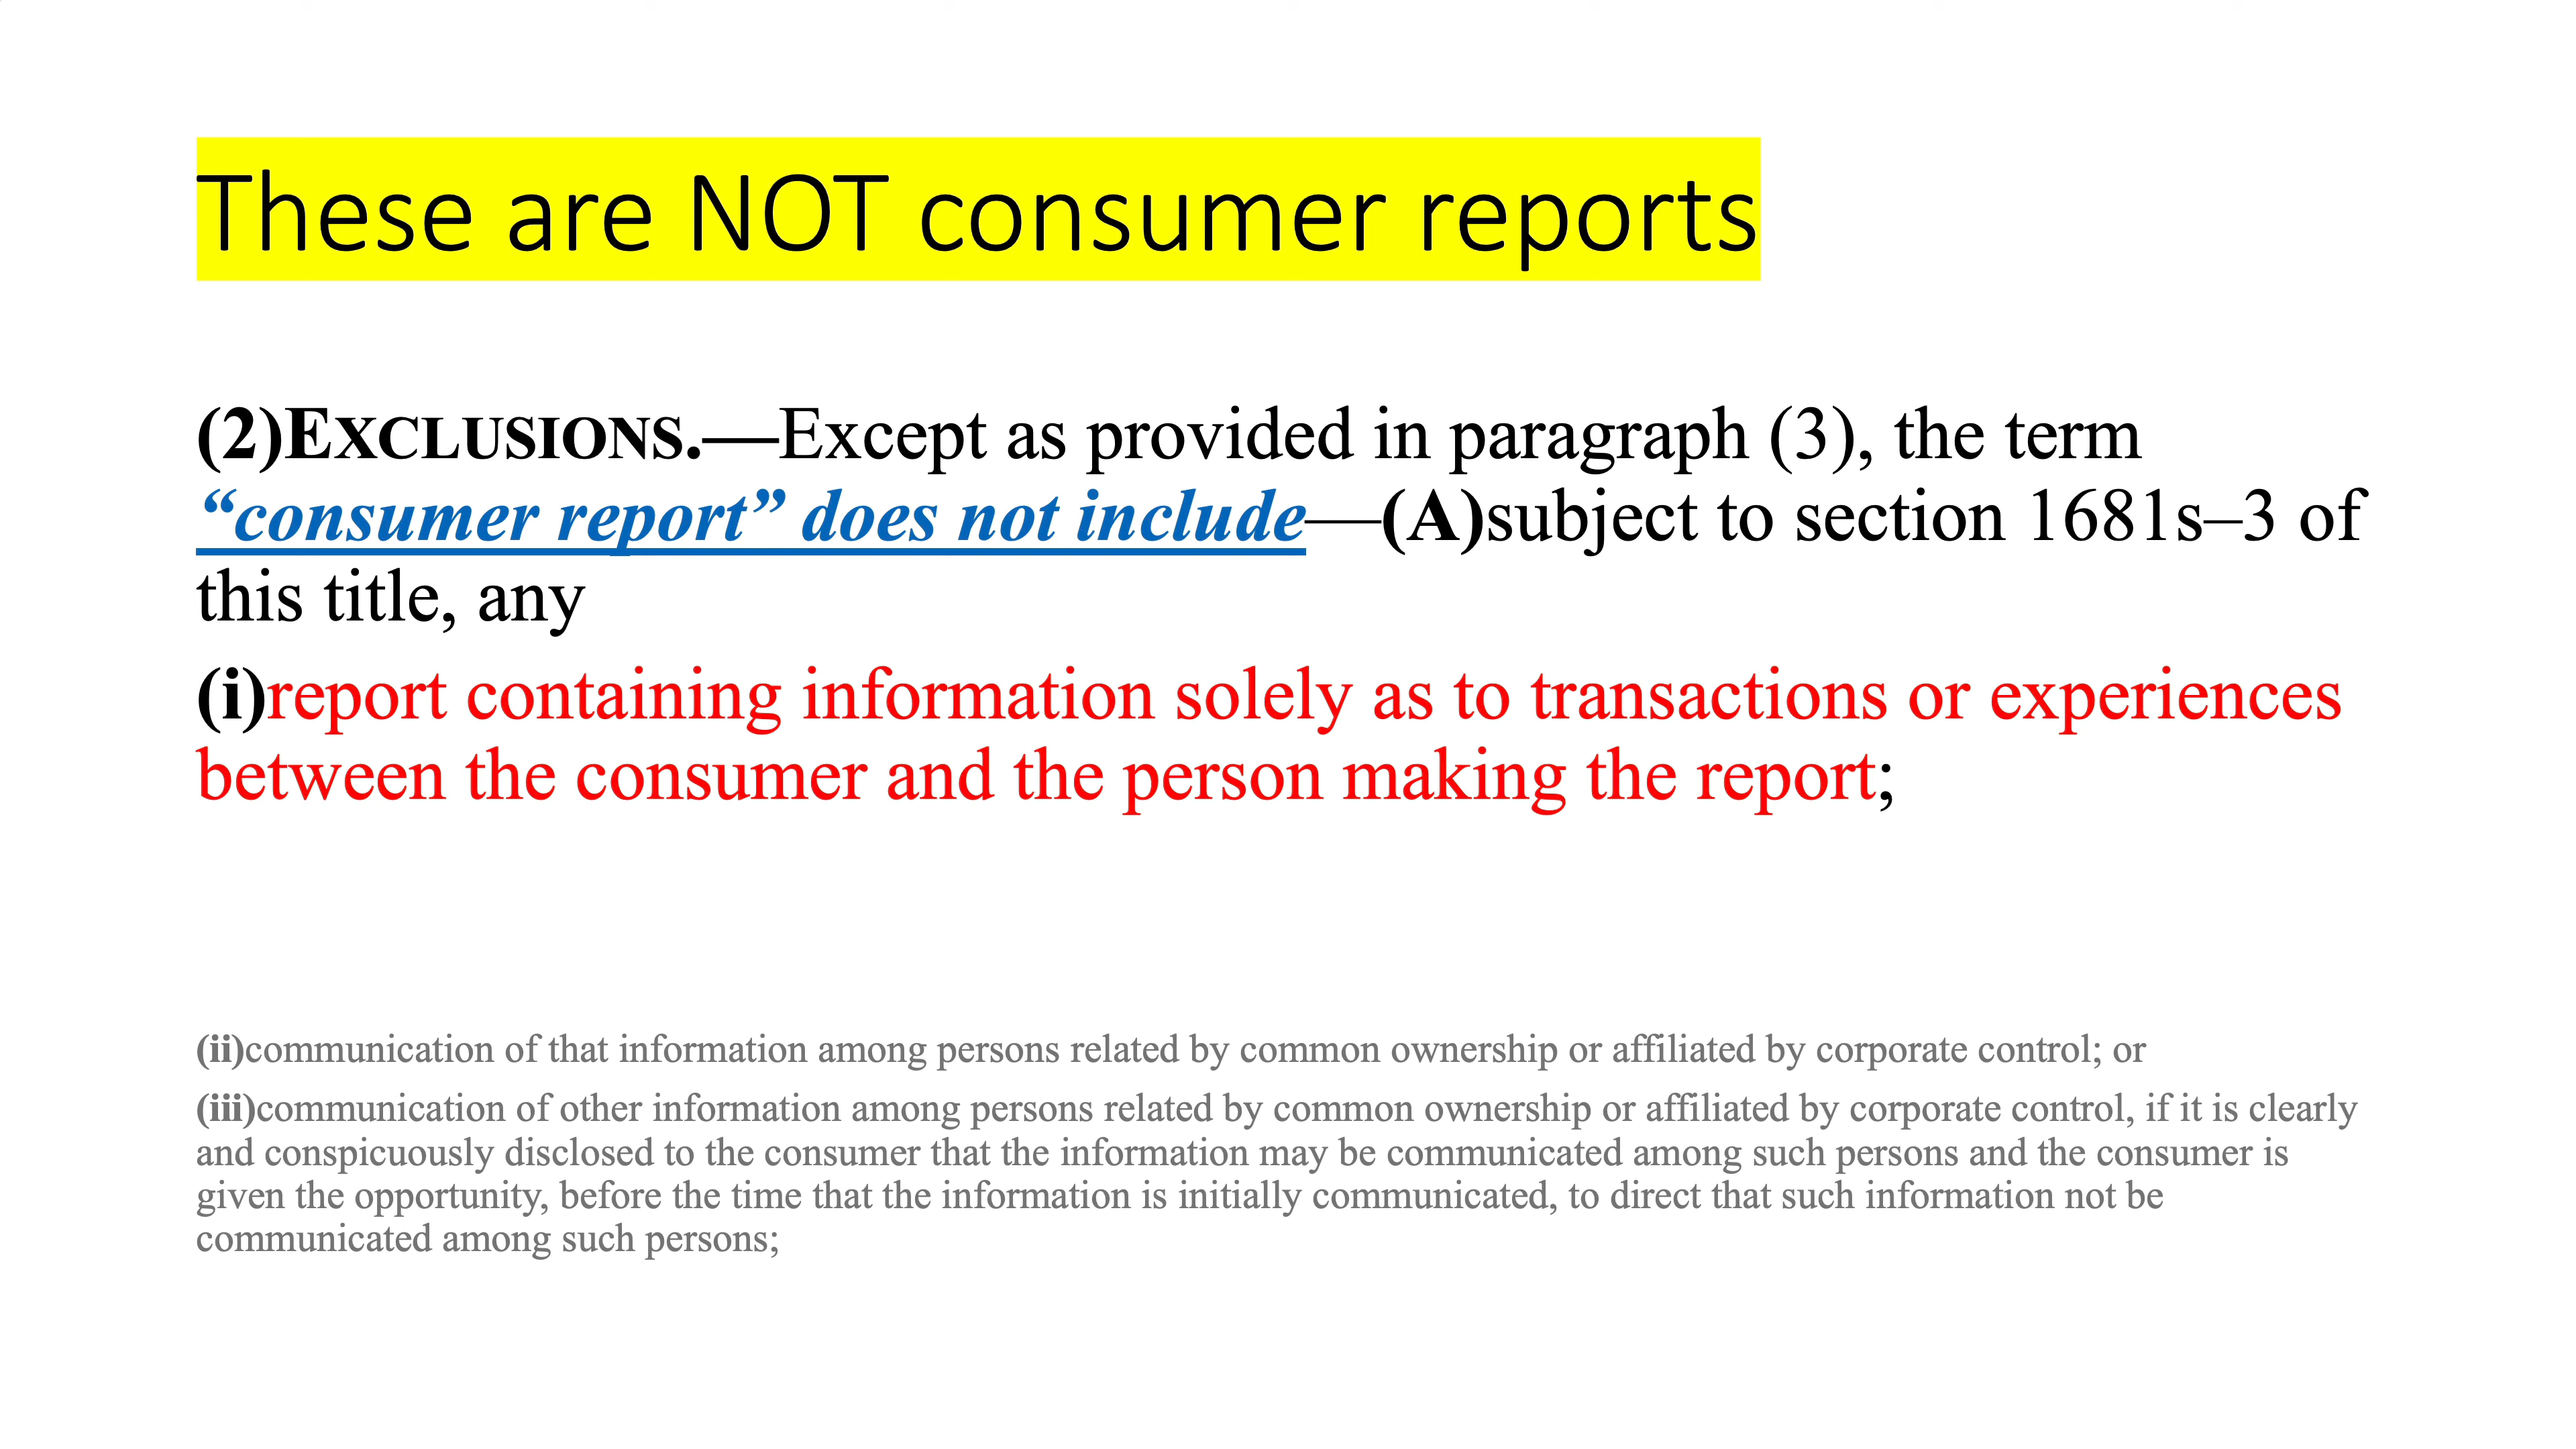 These are NOT consumer reports
(2)EXCLUSIONS.—Except as provided in paragraph (3), the term
“consumer report” does not include—(A)subject to section 1681s–3 of
this title, any
(i)report containing information solely as to transactions or experiences
between the consumer and the person making the report;
(ii)communication of that information among persons related by common ownership or affiliated by corporate control; or
(iii)communication of other information among persons related by common ownership or affiliated by corporate control, if it is clearly
and conspicuously disclosed to the consumer that the information may be communicated among such persons and the consumer is
given the opportunity, before the time that the information is initially communicated, to direct that such information not be
communicated among such persons;